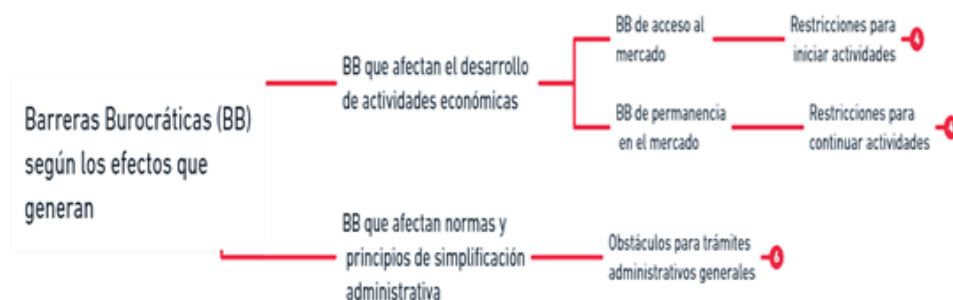 Barreras Burocráticas (BB)
según los efectos que
generan
BB que afectan el desarrollo
de actividades económicas
BB de acceso al
mercado
Restricciones para
iniciar actividades
4
BB de permanencia
en el mercado
Restricciones para
continuar actividades
BB que afectan normas y
principios de simplificación
administrativa
Obstáculos para trámites
administrativos generales
6